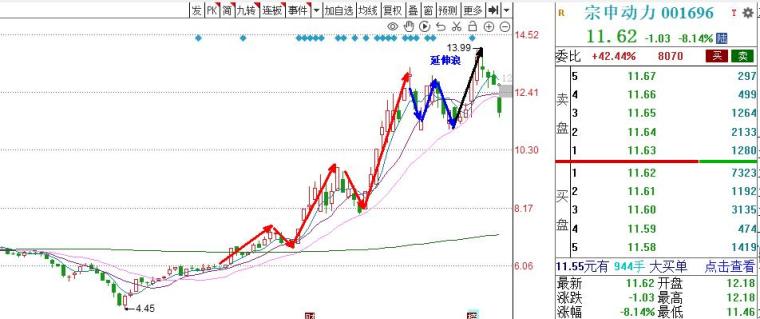 发 PK 简 九转 连板 事件 + 加自选 均线 复权 叠 窗 预测 更多
R 宗申动力 001696 T
14.52
12.41
10.30
8.17
6.06
13.99
延伸浪
4.45
财
11.62 -1.03 -8.14% 陆
委比 +42.44% 8070 买 卖
卖盘
5 11.67 297
4 11.66 499
3 11.65 1264
2 11.64 2133
1 11.63 1280
买盘
1 11.62 7323
2 11.61 1192
3 11.60 3135
4 11.59 474
5 11.58 1419
11.55元有 944手 大买单 点击查看
最新 11.62 开盘 12.18
涨跌 -1.03 最高 12.18
涨幅 -8.14% 最低 11.46